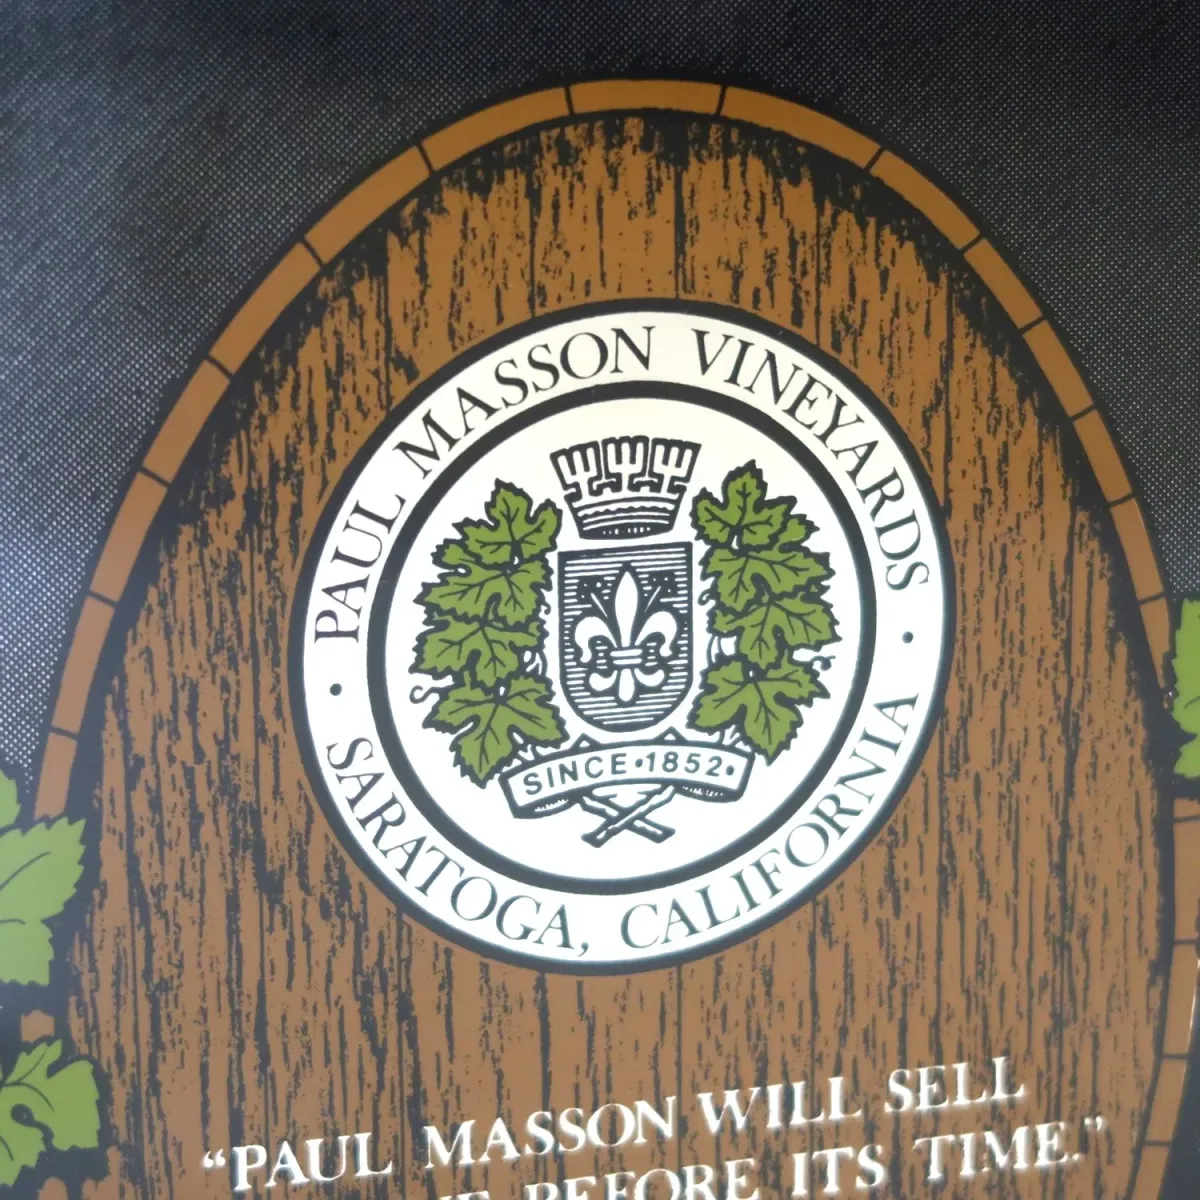 PAUL MASSON VINEYARDS
SINCE•1852•
• SARATOGA, CALIFORNIA •
"PAUL MASSON WILL SELL
BEFORE ITS TIME."